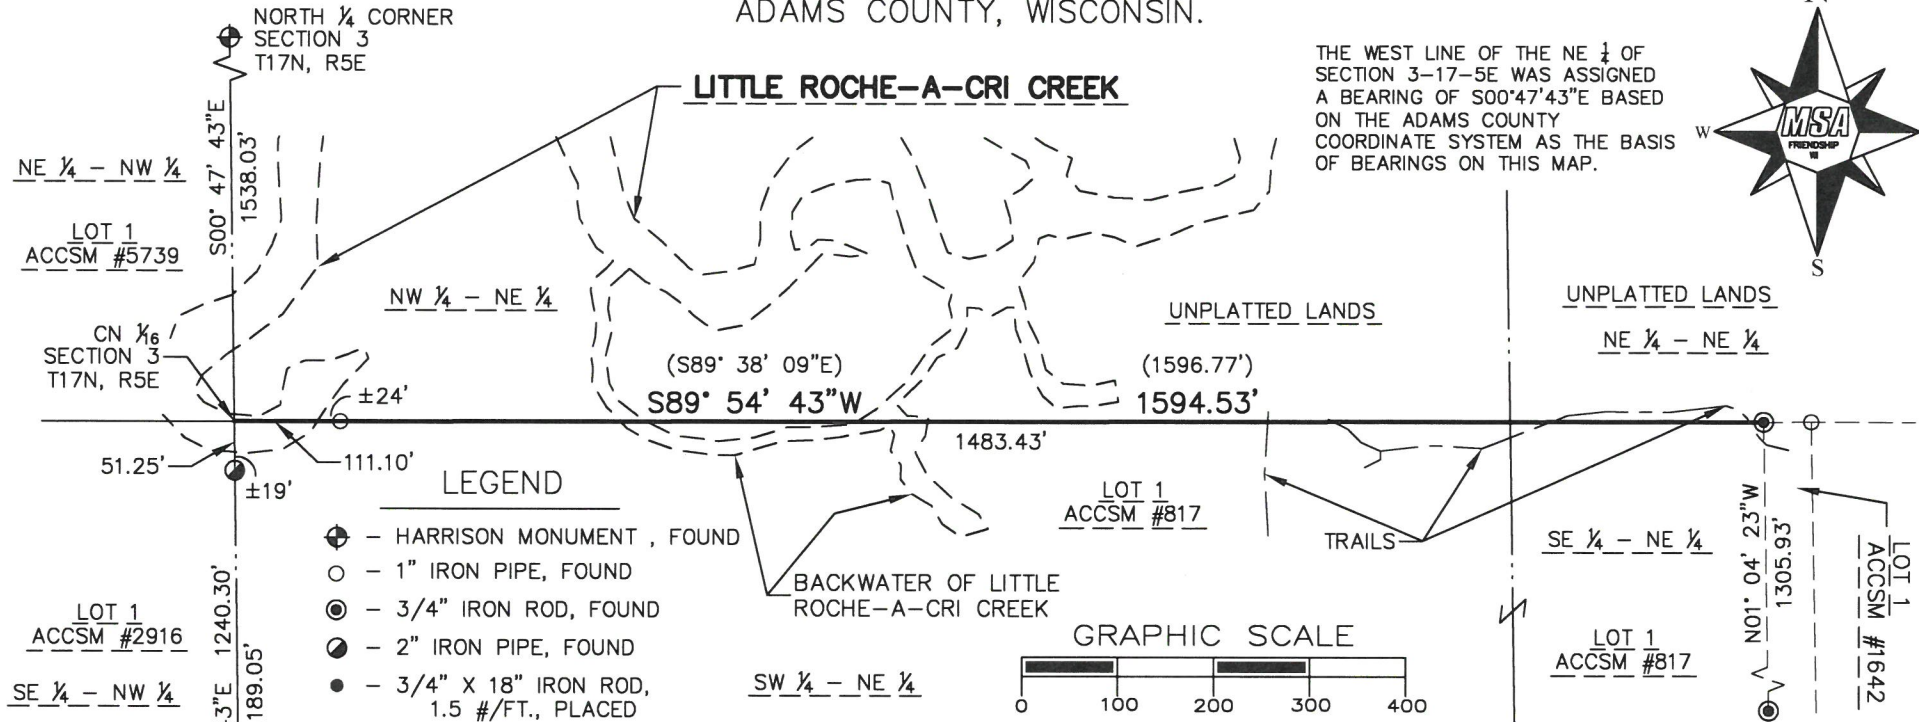 ADAMS COUNTY, WISCONSIN.
NORTH 1/4 CORNER
SECTION 3
T17N, R5E
LITTLE ROCHE-A-CRI CREEK
THE WEST LINE OF THE NE 1/4 OF
SECTION 3-17-5E WAS ASSIGNED
A BEARING OF S00°47'43"E BASED
ON THE ADAMS COUNTY
COORDINATE SYSTEM AS THE BASIS
OF BEARINGS ON THIS MAP.
W
MSA
FRIENDSHIP
WI
S
S00° 47' 43"E
1538.03'
NE 1/4 - NW 1/4
LOT 1
ACCSM #5739
NW 1/4 - NE 1/4
UNPLATTED LANDS
UNPLATTED LANDS
NE 1/4 - NE 1/4
CN 1/16
SECTION 3
T17N, R5E
±24'
(S89° 38' 09"E)
(1596.77')
S89° 54' 43"W
1594.53'
1483.43'
51.25'
±19'
111.10'
LEGEND
- HARRISON MONUMENT , FOUND
- 1" IRON PIPE, FOUND
- 3/4" IRON ROD, FOUND
- 2" IRON PIPE, FOUND
- 3/4" X 18" IRON ROD,
1.5 #/FT., PLACED
LOT 1
ACCSM #817
TRAILS
SE 1/4 - NE 1/4
N01° 04' 23"W
1305.93'
LOT 1
ACCSM #1642
BACKWATER OF LITTLE
ROCHE-A-CRI CREEK
LOT 1
ACCSM #2916
SE 1/4 - NW 1/4
3"E 1240.30'
189.05'
SW 1/4 - NE 1/4
GRAPHIC SCALE
0 100 200 300 400
LOT 1
ACCSM #817